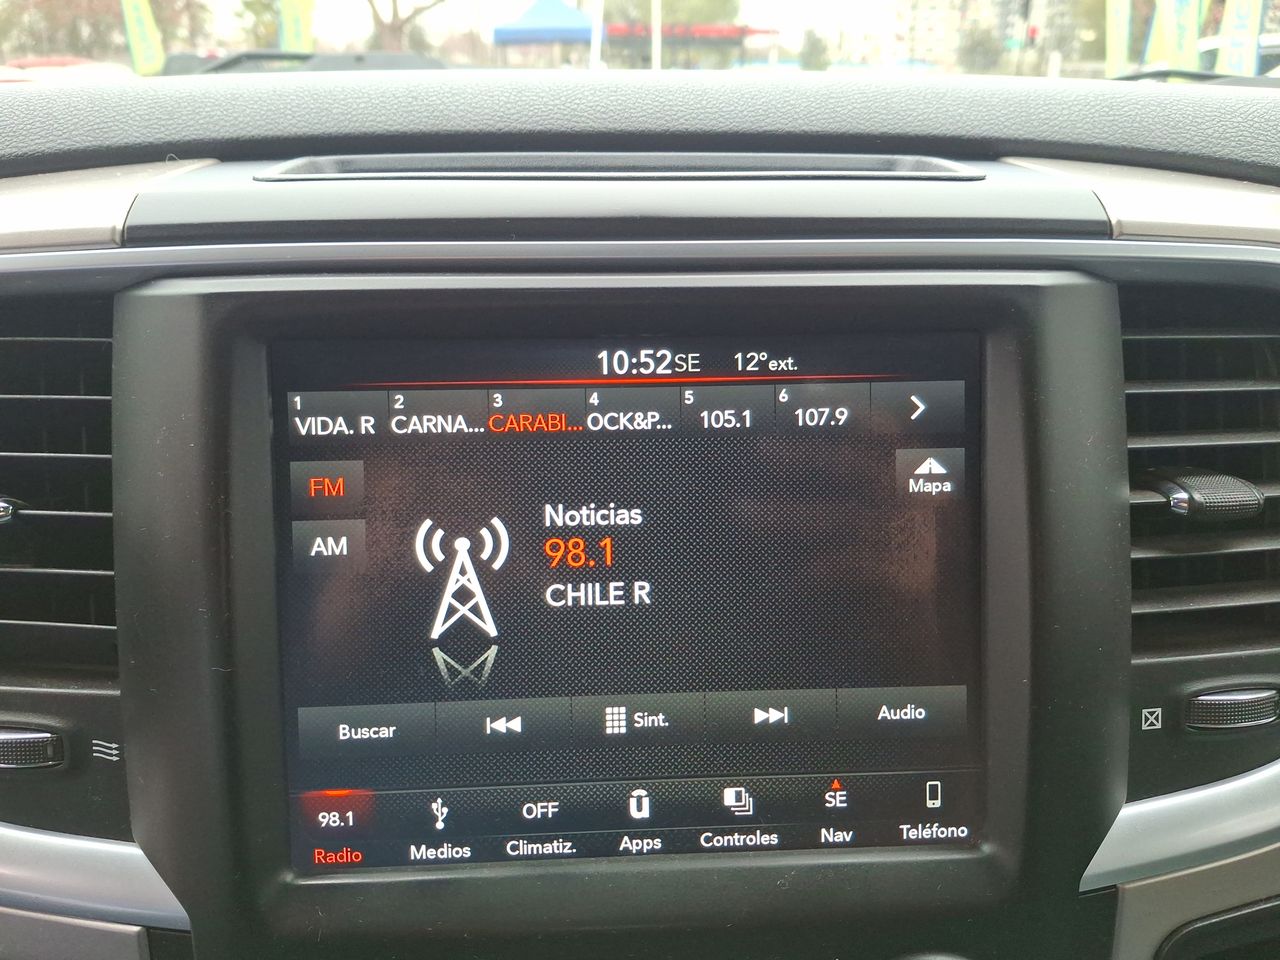 10:52 SE 12° ext.
1 2 3 4 5 6
VIDA. R CARNA... CARABI... OCK&P... 105.1 107.9
FM
Mapa
AM
Noticias
98.1
CHILE R
Buscar Sint. Audio
98.1 OFF SE
Radio Medios Climatiz. Apps Controles Nav Teléfono